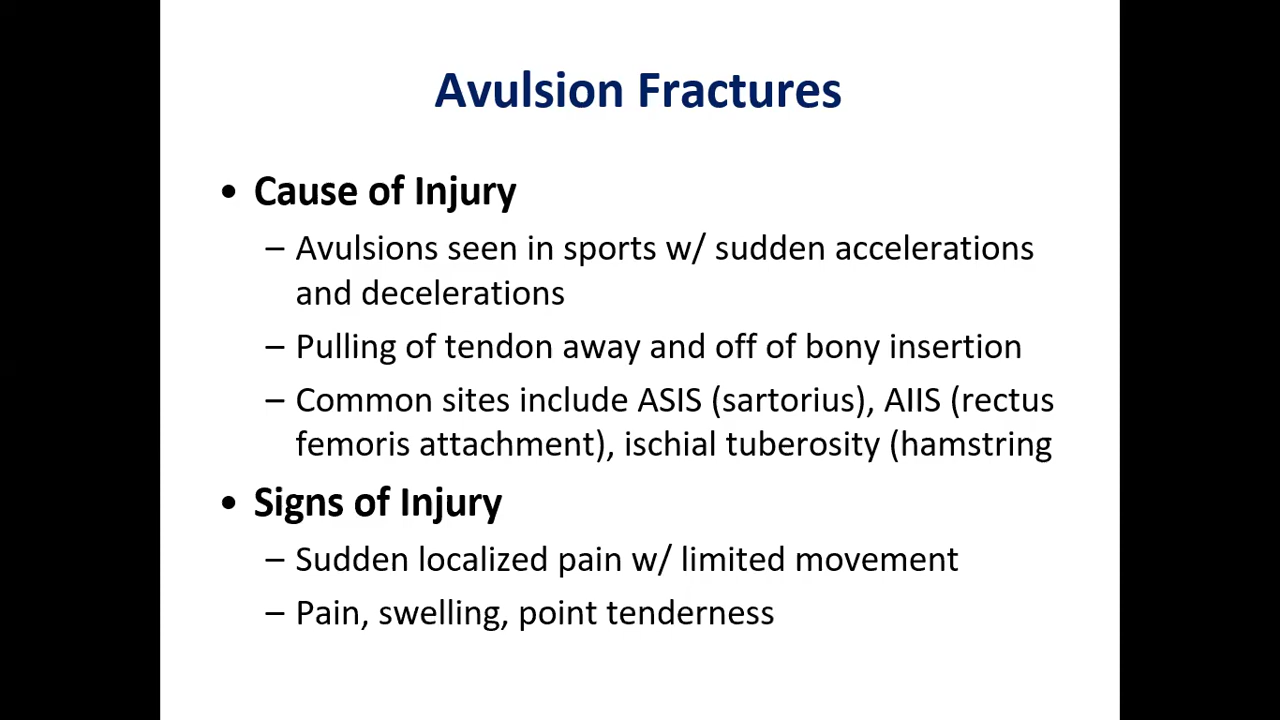 Avulsion Fractures
• Cause of Injury
– Avulsions seen in sports w/ sudden accelerations
and decelerations
– Pulling of tendon away and off of bony insertion
– Common sites include ASIS (sartorius), AIIS (rectus
femoris attachment), ischial tuberosity (hamstring
• Signs of Injury
– Sudden localized pain w/ limited movement
– Pain, swelling, point tenderness